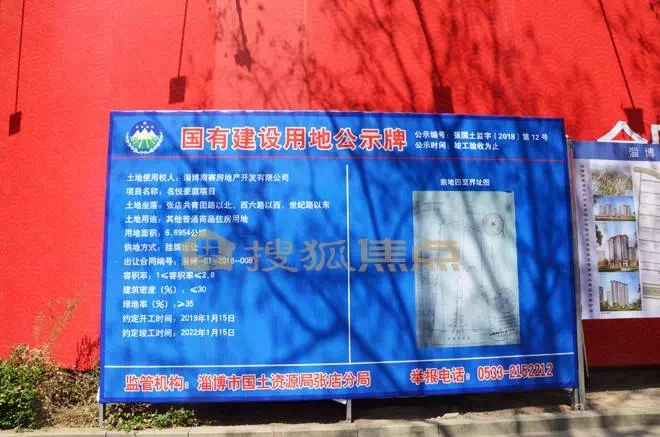 国有建设用地公示牌
公示编号：张国土监字（2018）第12号
公示时间：竣工验收为止
土地使用权人：淄博南赛房地产开发有限公司
项目名称：名悦豪庭项目
土地坐落：张店共青团路以北、西六路以西、世纪路以东
土地用途：其他普通商品住房用地
用地面积：6.6954公顷
供地方式：挂牌出让
出让合同编号：淄博-01-2018-008
容积率：1≤容积率≤2.8
建筑密度（%）：≤30
绿地率（%）：≥35
约定开工时间：2019年1月15日
约定竣工时间：2022年1月15日
宗地四至界址图
搜狐焦点
监管机构：淄博市国土资源局张店分局
举报电话：0533-2152212
淄博